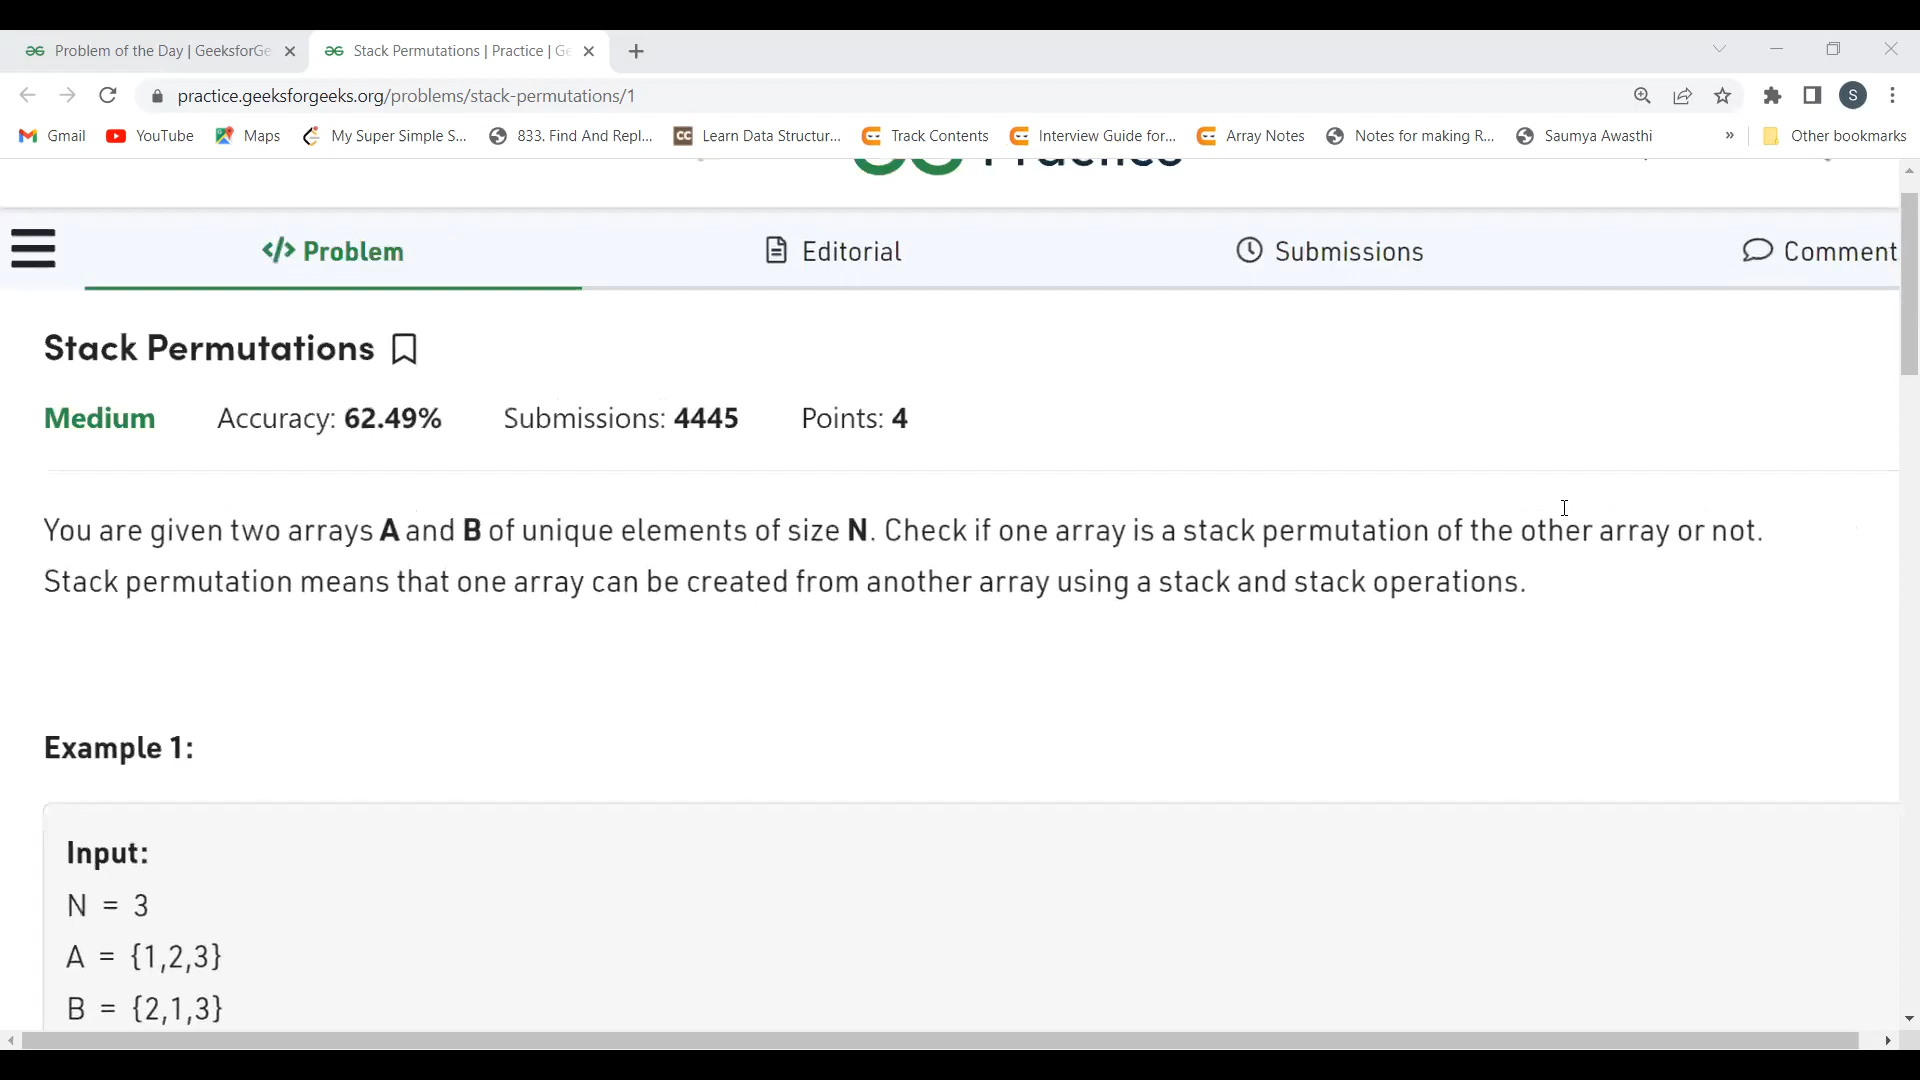 Problem of the Day | GeeksforGe
Stack Permutations | Practice | Ge
practice.geeksforgeeks.org/problems/stack-permutations/1
S
Gmail
YouTube
Maps
My Super Simple S...
833. Find And Repl...
CC
Learn Data Structur...
Track Contents
Interview Guide for...
Array Notes
Notes for making R...
Saumya Awasthi
»
Other bookmarks
</> Problem
Editorial
Submissions
Comment
Stack Permutations
Medium Accuracy: 62.49% Submissions: 4445 Points: 4
You are given two arrays A and B of unique elements of size N. Check if one array is a stack permutation of the other array or not.
Stack permutation means that one array can be created from another array using a stack and stack operations.
Example 1:
Input:
N = 3
A = {1,2,3}
B = {2,1,3}